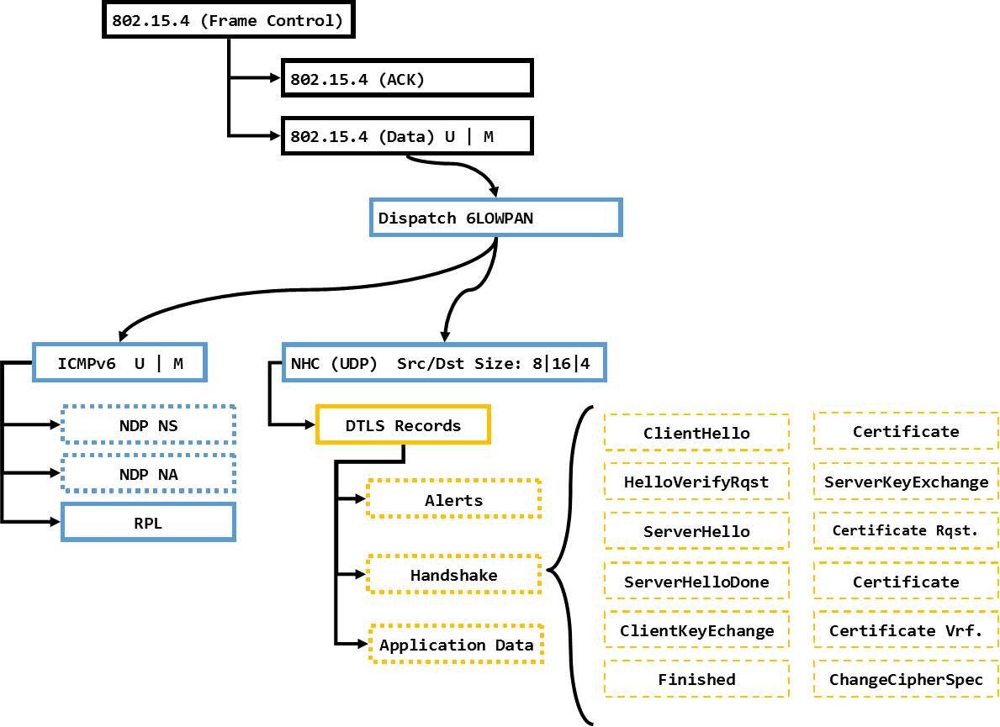 802.15.4 (Frame Control)
802.15.4 (ACK)
802.15.4 (Data) U | M
Dispatch 6LOWPAN
ICMPv6 U | M
NDP NS
NDP NA
RPL
NHC (UDP) Src/Dst Size: 8|16|4
DTLS Records
Alerts
Handshake
Application Data
ClientHello
HelloVerifyRqst
ServerHello
ServerHelloDone
ClientKeyEchange
Finished
Certificate
ServerKeyExchange
Certificate Rqst.
Certificate
Certificate Vrf.
ChangeCipherSpec